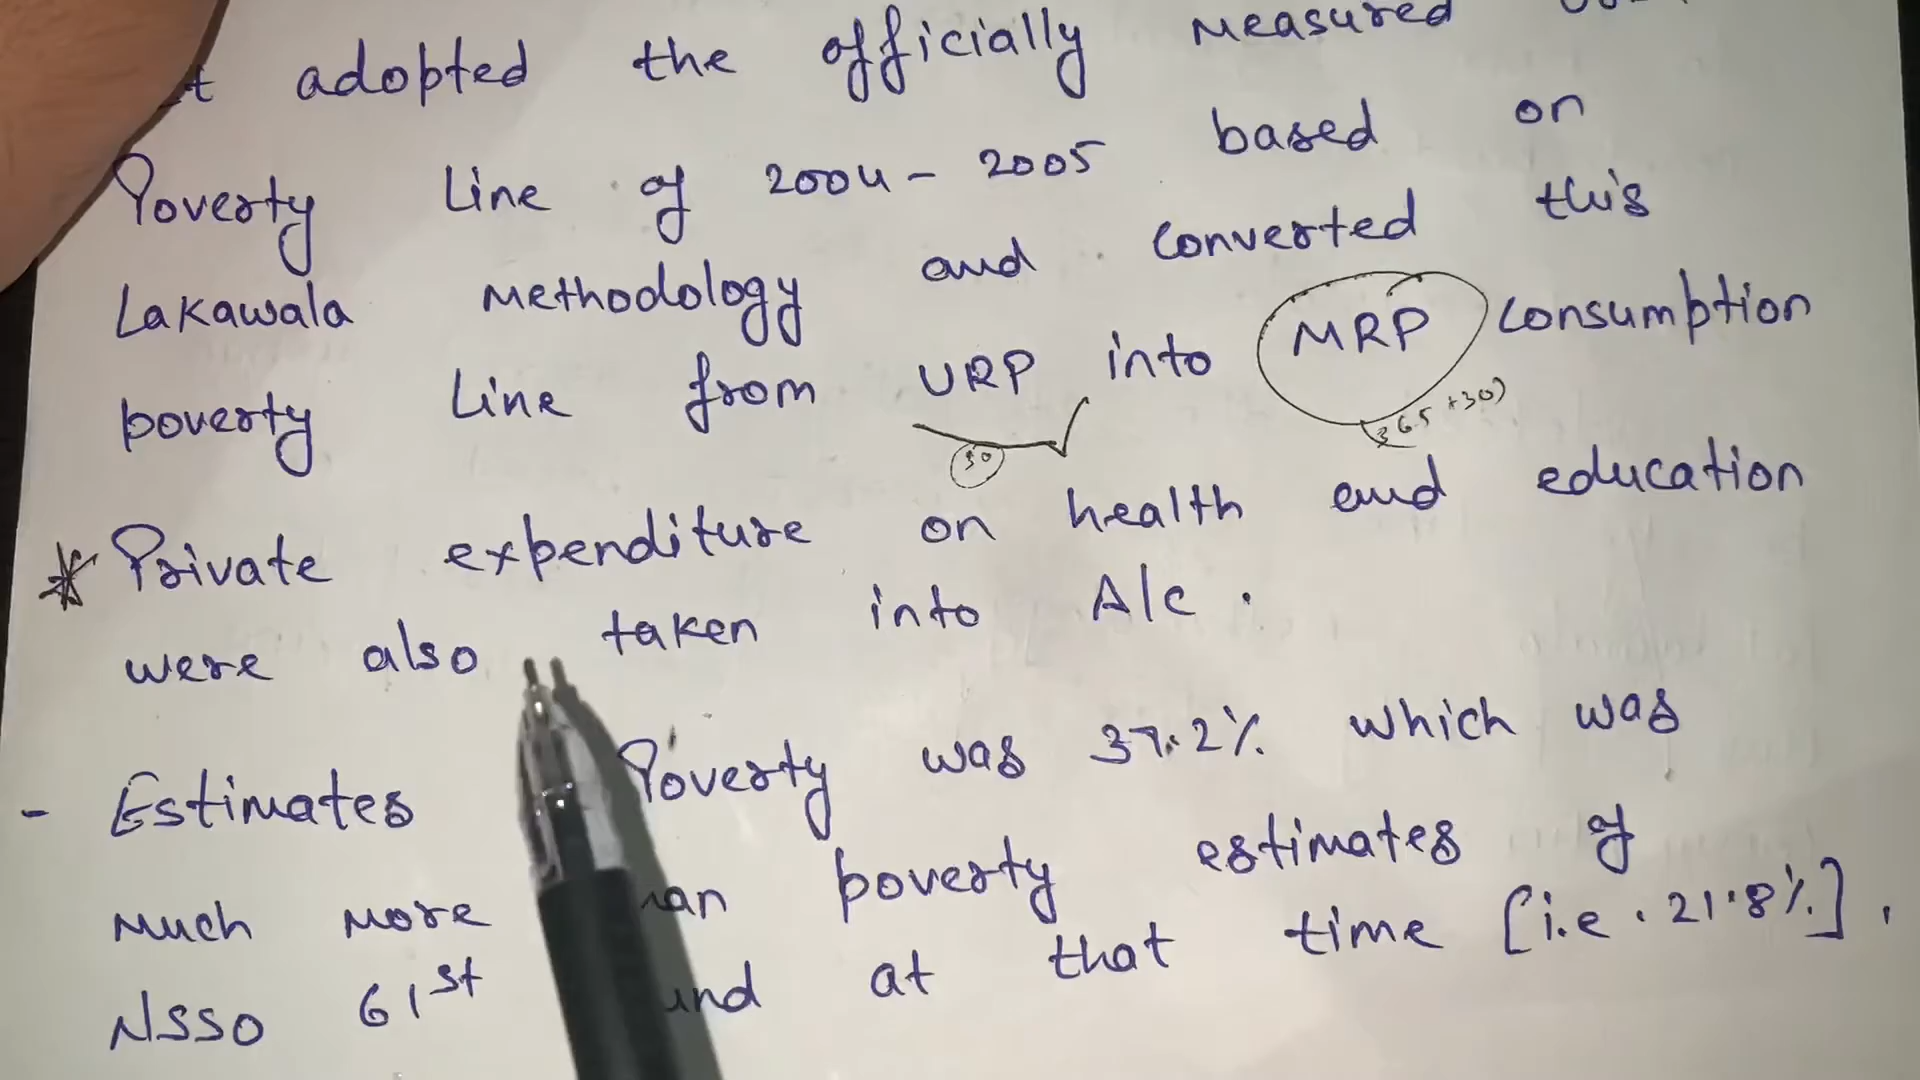 adopted the officially measured
Poverty Line of 2004-2005 based on
Lakawala methodology and converted this
poverty Line from URP into MRP consumption
30 365 +30)
* Private expenditure on health and education
were also taken into A/c.
- Estimates Poverty was 37.2% which was
Much more poverty estimates of
NSSO 61st at that time [i.e. 21.8%].